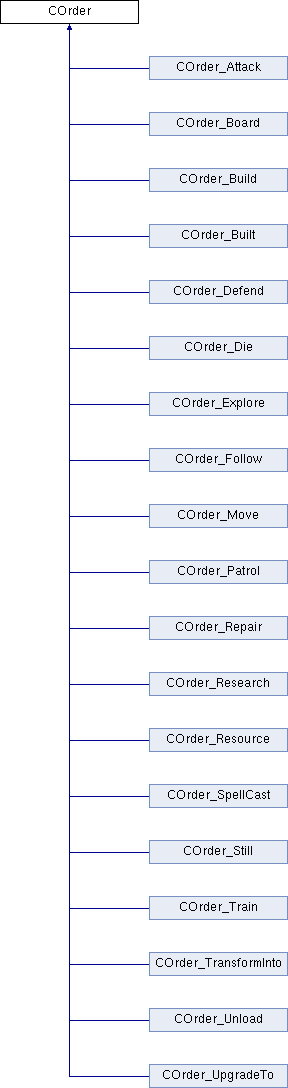 COrder
COrder_Attack
COrder_Board
COrder_Build
COrder_Built
COrder_Defend
COrder_Die
COrder_Explore
COrder_Follow
COrder_Move
COrder_Patrol
COrder_Repair
COrder_Research
COrder_Resource
COrder_SpellCast
COrder_Still
COrder_Train
COrder_TransformInto
COrder_Unload
COrder_UpgradeTo